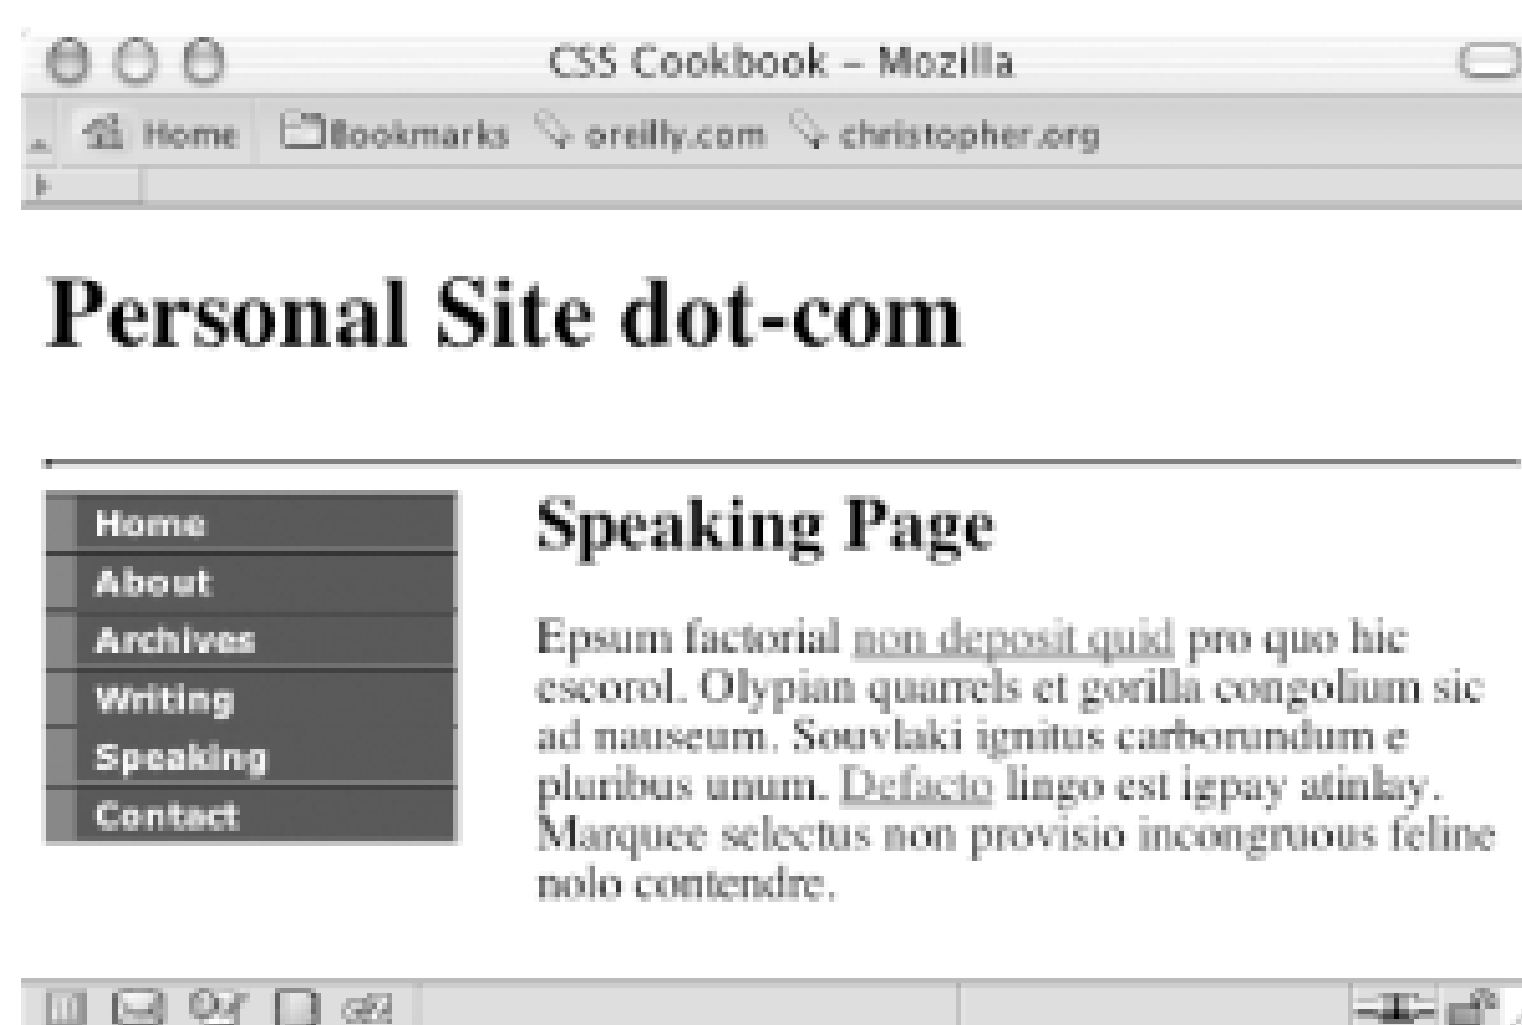 CSS Cookbook – Mozilla
Home Bookmarks oreilly.com christopher.org
Personal Site dot-com
Home
About
Archives
Writing
Speaking
Contact
Speaking Page
Epsum factorial non deposit quid pro quo hic
escorol. Olypian quarrels et gorilla congolium sic
ad nauseum. Souvlaki ignitus carborundum e
pluribus unum. Defacto lingo est igpay atinlay.
Marquee selectus non provisio incongruous feline
nolo contendre.